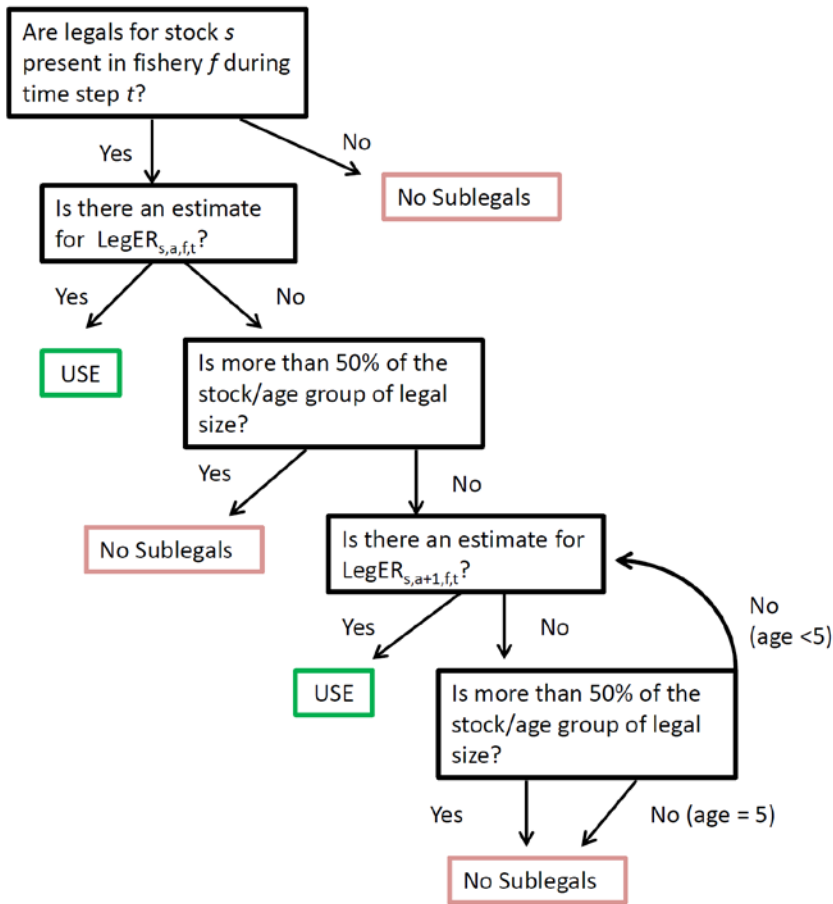 Are legals for stock s
present in fishery f during
time step t?
Yes
No
No Sublegals
Is there an estimate
for LegERs,a,f,t?
Yes
No
USE
Is more than 50% of the
stock/age group of legal
size?
Yes
No
No Sublegals
Is there an estimate for
LegERs,a+1,f,t?
No
(age <5)
Yes
No
USE
Is more than 50% of the
stock/age group of legal
size?
Yes
No (age = 5)
No Sublegals